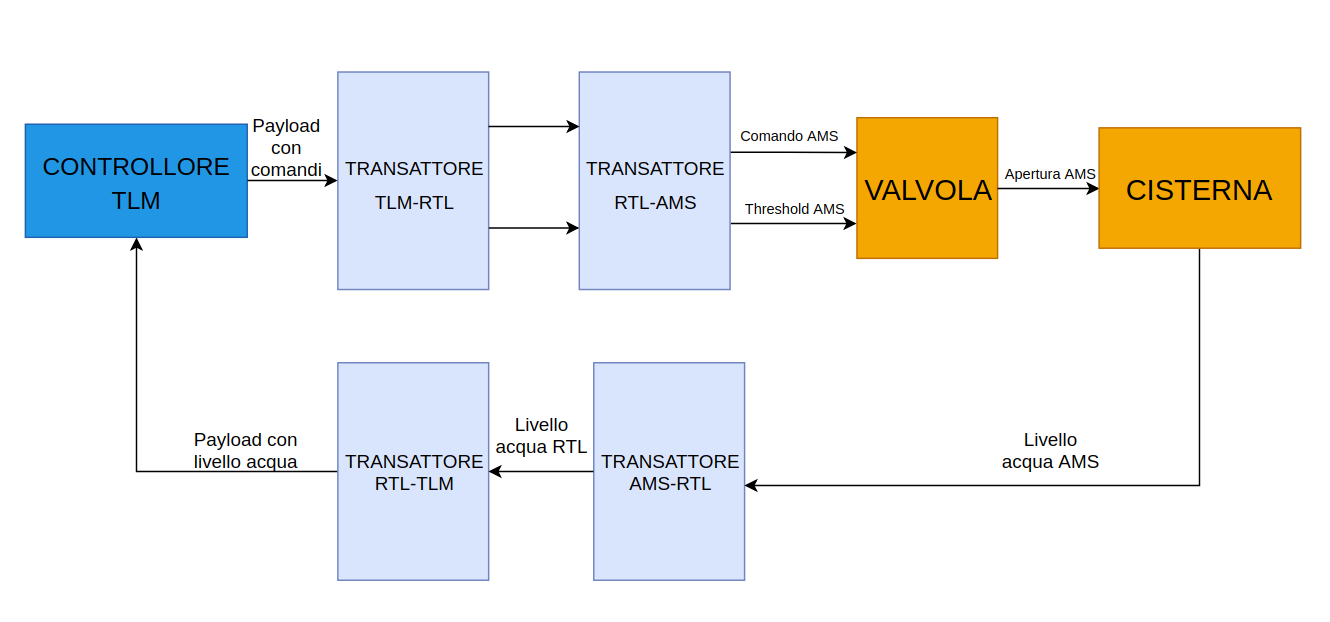 CONTROLLORE
TLM
Payload
con
comandi
TRANSATTORE
TLM-RTL
TRANSATTORE
RTL-AMS
Comando AMS
Threshold AMS
VALVOLA
Apertura AMS
CISTERNA
Payload con
livello acqua
TRANSATTORE
RTL-TLM
Livello
acqua RTL
TRANSATTORE
AMS-RTL
Livello
acqua AMS